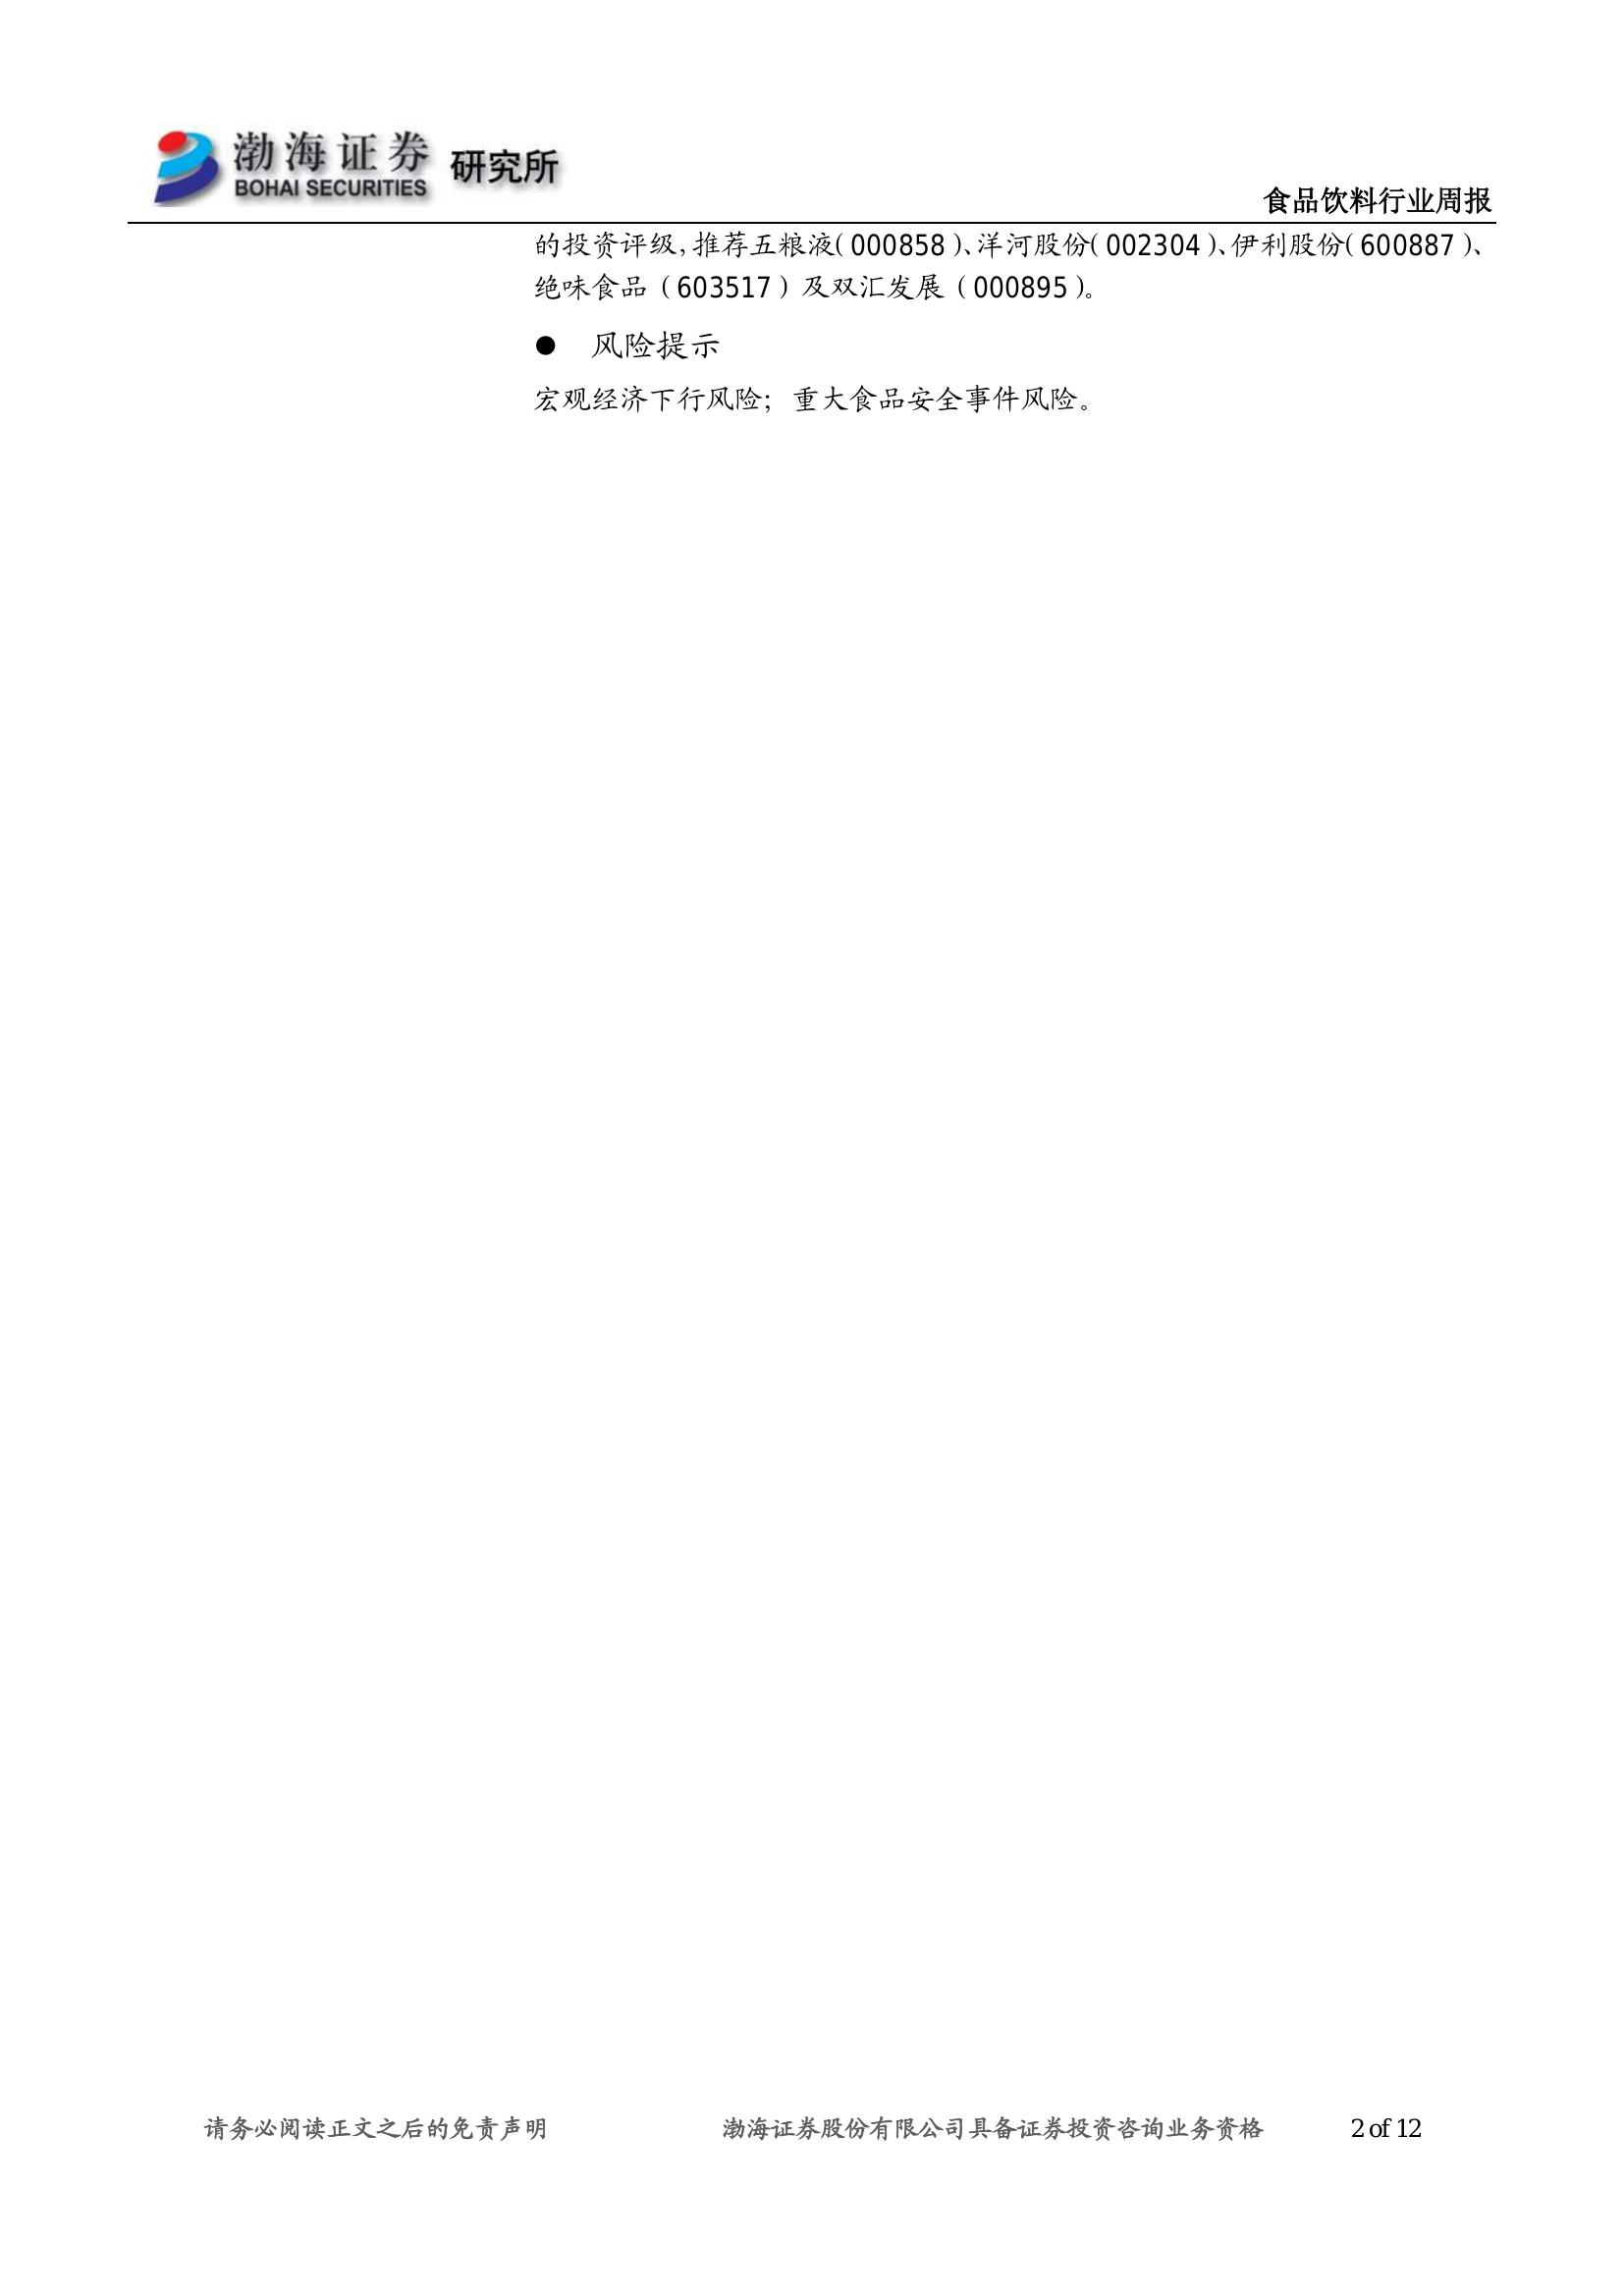 渤海证券 研究所
BOHAI SECURITIES
食品饮料行业周报
的投资评级，推荐五粮液（000858）、洋河股份（002304）、伊利股份（600887）、
绝味食品（603517）及双汇发展（000895）。
● 风险提示
宏观经济下行风险；重大食品安全事件风险。
请务必阅读正文之后的免责声明 渤海证券股份有限公司具备证券投资咨询业务资格 2 of 12